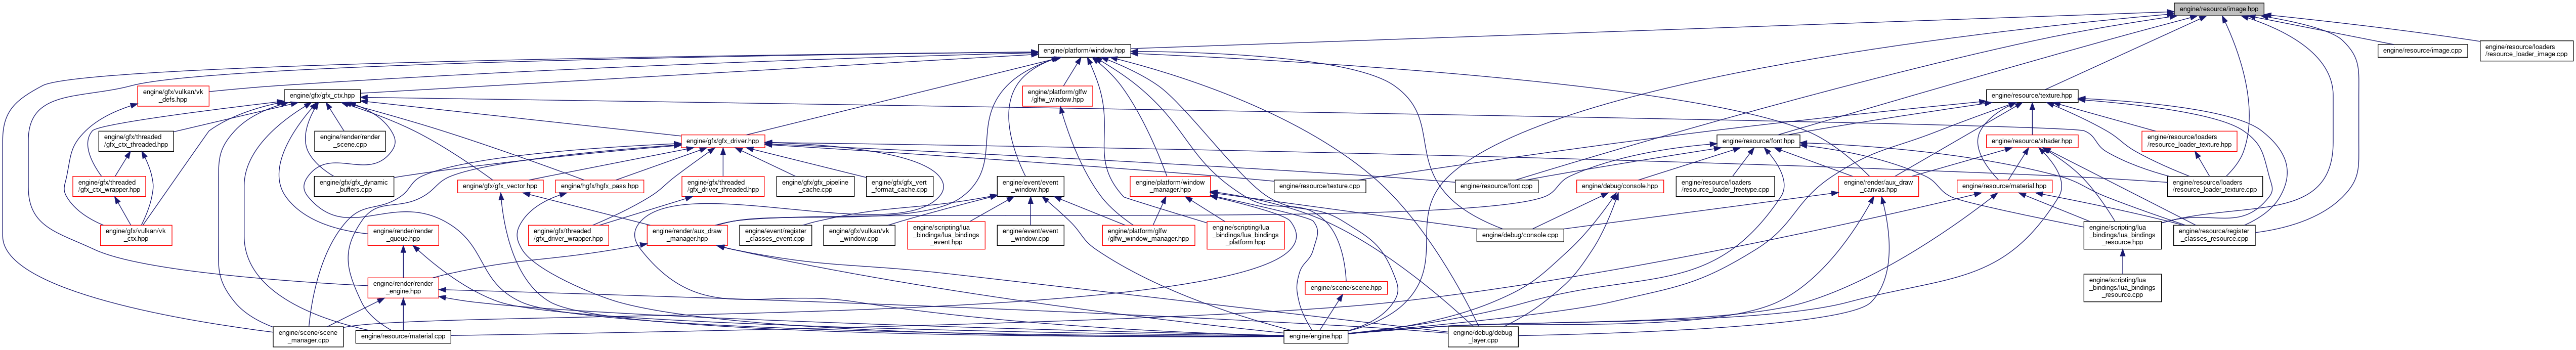 engine/resource/image.hpp
engine/platform/window.hpp
engine/resource/image.cpp
engine/resource/loaders
/resource_loader_image.cpp
engine/gfx/vulkan/vk
_defs.hpp
engine/gfx/gfx_ctx.hpp
engine/platform/glfw
/glfw_window.hpp
engine/resource/texture.hpp
engine/gfx/threaded
/gfx_ctx_threaded.hpp
engine/render/render
_scene.cpp
engine/gfx/gfx_driver.hpp
engine/resource/font.hpp
engine/resource/shader.hpp
engine/resource/loaders
/resource_loader_texture.hpp
engine/gfx/threaded
/gfx_ctx_wrapper.hpp
engine/gfx/gfx_dynamic
_buffers.cpp
engine/gfx/gfx_vector.hpp
engine/hgfx/hgfx_pass.hpp
engine/gfx/threaded
/gfx_driver_threaded.hpp
engine/gfx/gfx_pipeline
_cache.cpp
engine/gfx/gfx_vert
_format_cache.cpp
engine/event/event
_window.hpp
engine/platform/window
_manager.hpp
engine/resource/texture.cpp
engine/resource/font.cpp
engine/debug/console.hpp
engine/resource/loaders
/resource_loader_freetype.cpp
engine/render/aux_draw
_canvas.hpp
engine/resource/material.hpp
engine/resource/loaders
/resource_loader_texture.cpp
engine/gfx/vulkan/vk
_ctx.hpp
engine/render/render
_queue.hpp
engine/gfx/threaded
/gfx_driver_wrapper.hpp
engine/render/aux_draw
_manager.hpp
engine/event/register
_classes_event.cpp
engine/gfx/vulkan/vk
_window.cpp
engine/scripting/lua
_bindings/lua_bindings
_event.hpp
engine/event/event
_window.cpp
engine/platform/glfw
/glfw_window_manager.hpp
engine/scripting/lua
_bindings/lua_bindings
_platform.hpp
engine/debug/console.cpp
engine/scripting/lua
_bindings/lua_bindings
_resource.hpp
engine/resource/register
_classes_resource.cpp
engine/render/render
_engine.hpp
engine/scene/scene.hpp
engine/scripting/lua
_bindings/lua_bindings
_resource.cpp
engine/scene/scene
_manager.cpp
engine/resource/material.cpp
engine/engine.hpp
engine/debug/debug
_layer.cpp